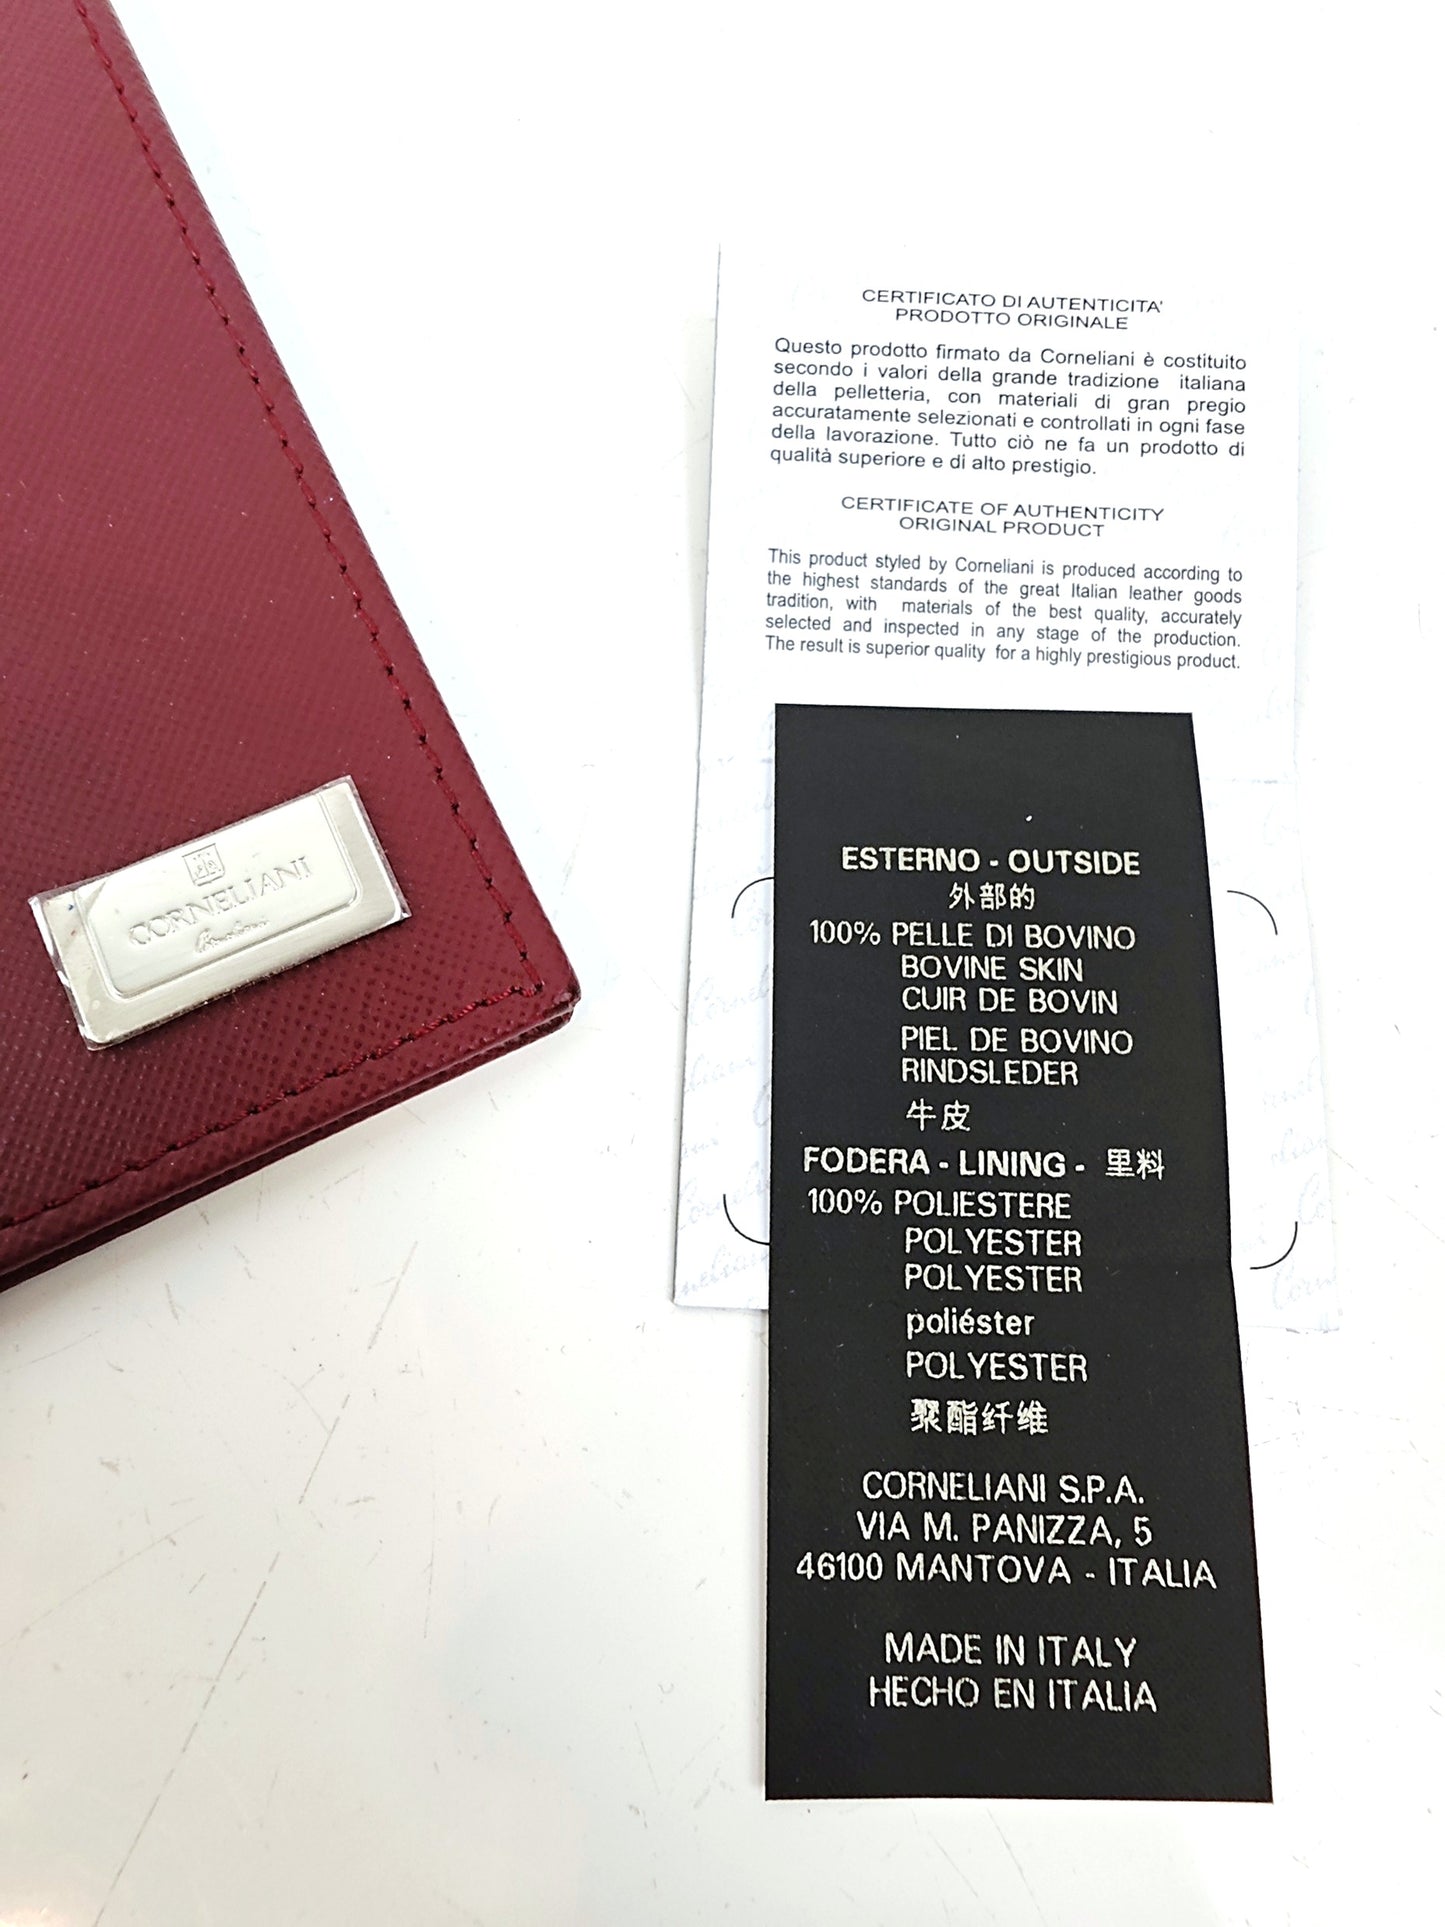 CORNELIANI
Corneliani
CERTIFICATO DI AUTENTICITA'
PRODOTTO ORIGINALE
Questo prodotto firmato da Corneliani è costituito
secondo i valori della grande tradizione italiana
della pelletteria, con materiali di gran pregio
accuratamente selezionati e controllati in ogni fase
della lavorazione. Tutto ciò ne fa un prodotto di
qualità superiore e di alto prestigio.
CERTIFICATE OF AUTHENTICITY
ORIGINAL PRODUCT
This product styled by Corneliani is produced according to
the highest standards of the great Italian leather goods
tradition, with materials of the best quality, accurately
selected and inspected in any stage of the production.
The result is superior quality for a highly prestigious product.
ESTERNO - OUTSIDE
外部的
100% PELLE DI BOVINO
BOVINE SKIN
CUIR DE BOVIN
PIEL DE BOVINO
RINDSLEDER
牛皮
FODERA - LINING - 里料
100% POLIESTERE
POLYESTER
POLYESTER
poliéster
POLYESTER
聚酯纤维
CORNELIANI S.P.A.
VIA M. PANIZZA, 5
46100 MANTOVA - ITALIA
MADE IN ITALY
HECHO EN ITALIA